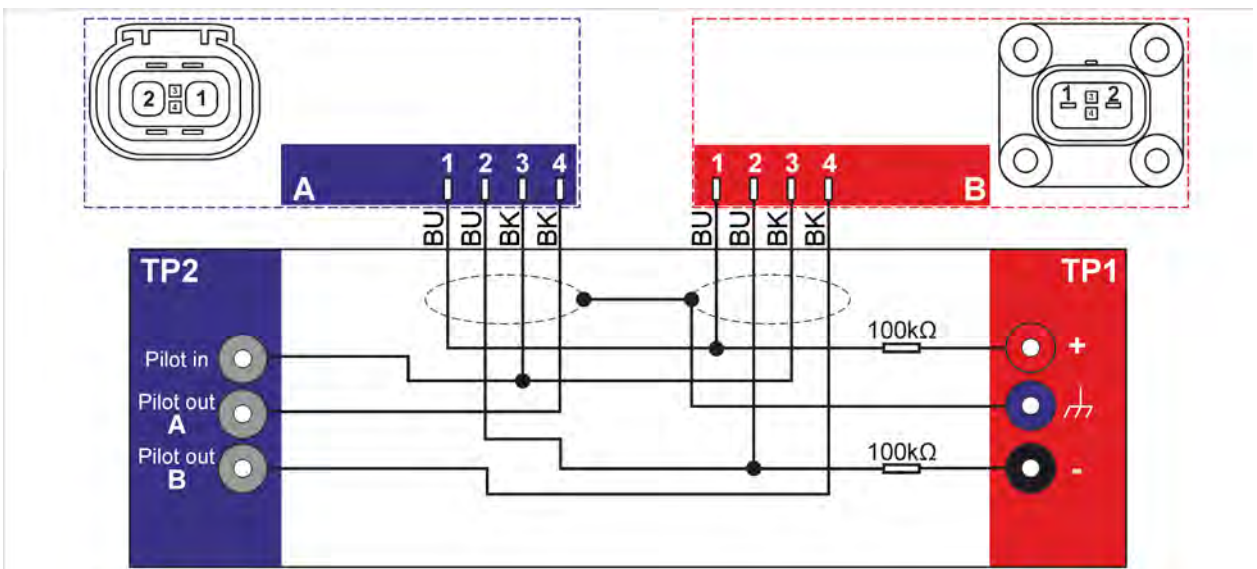 2 3 4 1
1 3 4 2
A 1 2 3 4
1 2 3 4 B
BU BU BK BK
BU BU BK BK
TP2
TP1
100kΩ
+
Pilot in
Pilot out
A
Pilot out
B
100kΩ
-